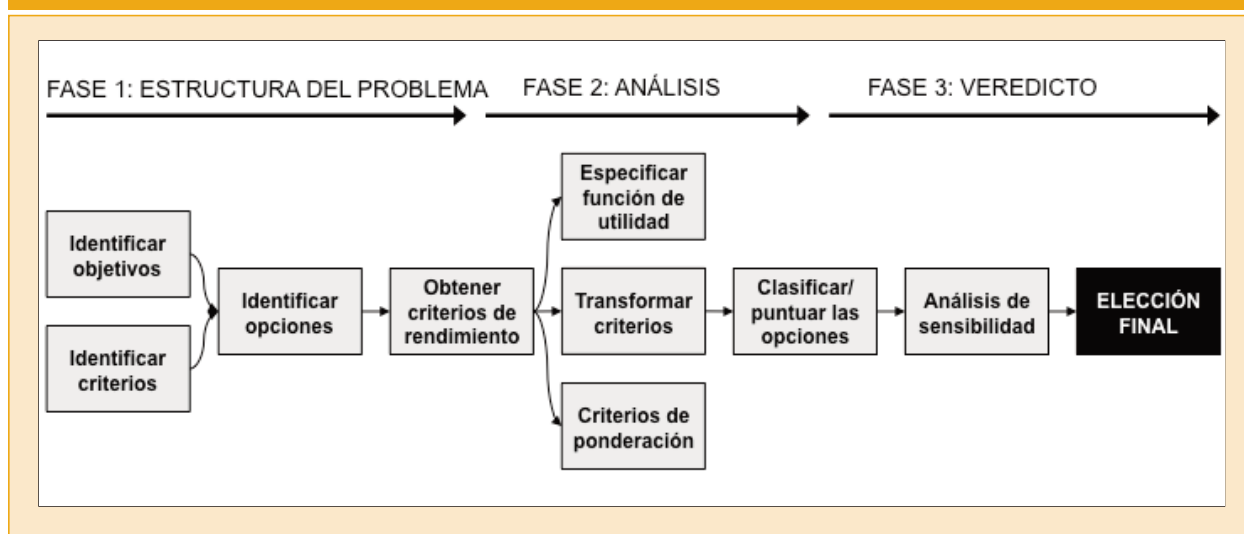 FASE 1: ESTRUCTURA DEL PROBLEMA
FASE 2: ANÁLISIS
FASE 3: VEREDICTO
Identificar
objetivos
Identificar
criterios
Identificar
opciones
Obtener
criterios de
rendimiento
Especificar
función de
utilidad
Transformar
criterios
Criterios de
ponderación
Clasificar/
puntuar las
opciones
Análisis de
sensibilidad
ELECCIÓN
FINAL